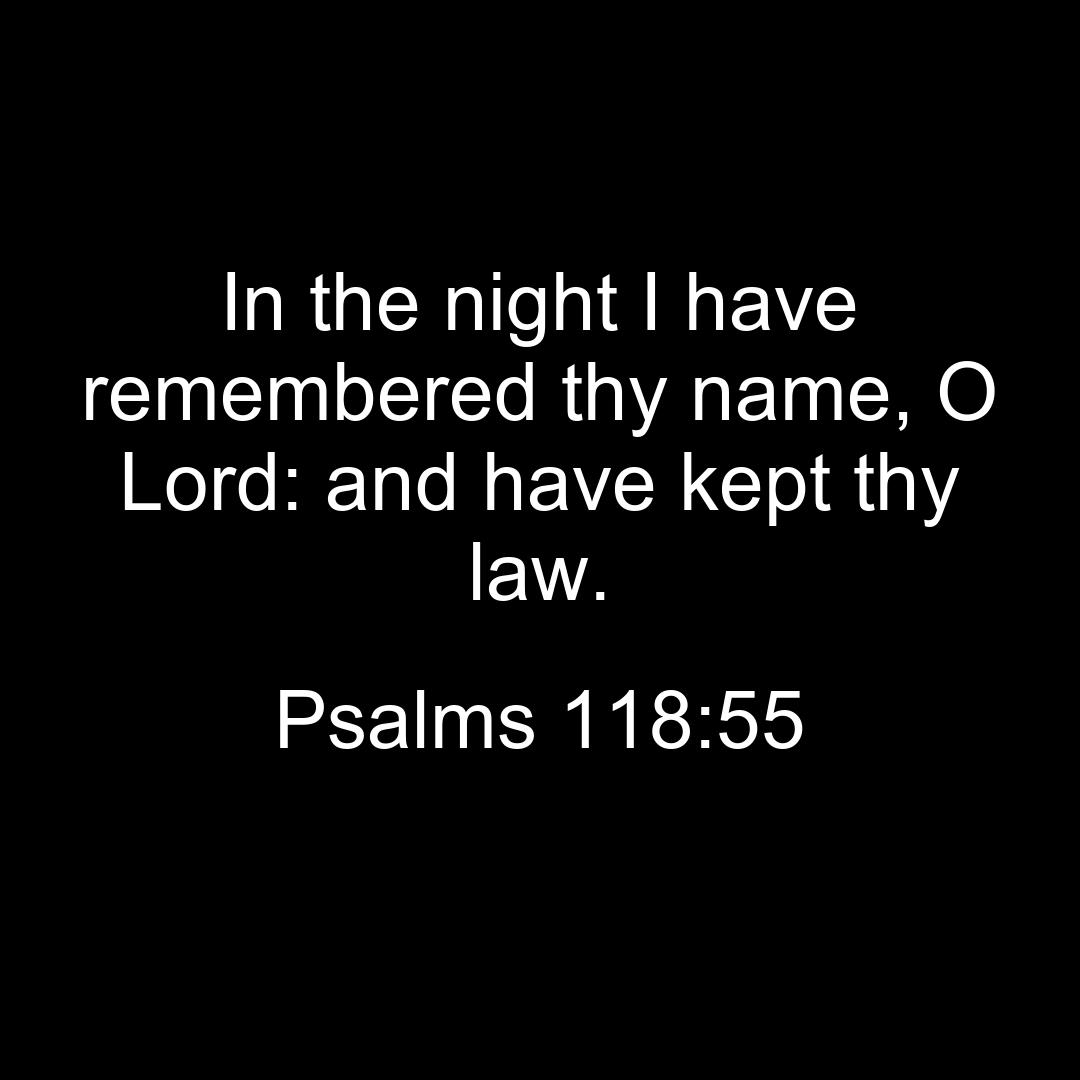 In the night I have
remembered thy name, O
Lord: and have kept thy
law.
Psalms 118:55